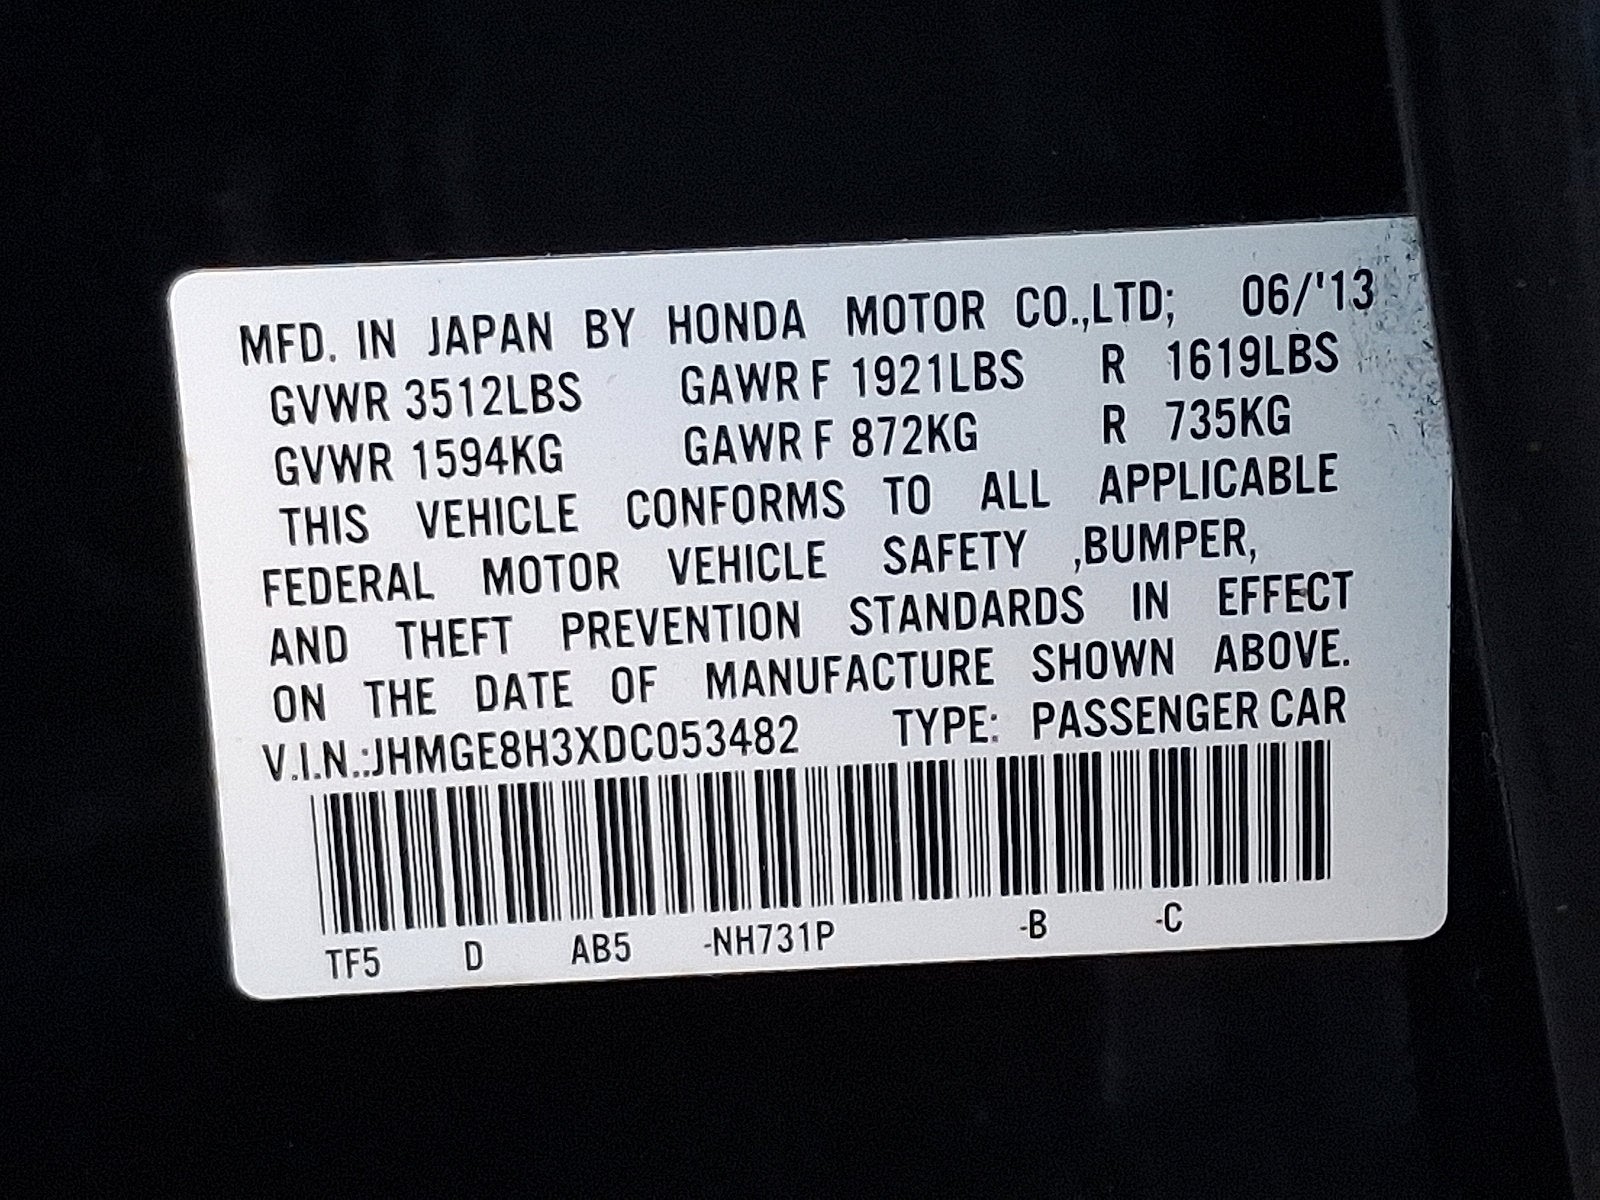 MFD. IN JAPAN BY HONDA MOTOR CO.,LTD; 06/'13
GVWR 3512LBS GAWR F 1921LBS R 1619LBS
GVWR 1594KG GAWR F 872KG R 735KG
THIS VEHICLE CONFORMS TO ALL APPLICABLE
FEDERAL MOTOR VEHICLE SAFETY ,BUMPER,
AND THEFT PREVENTION STANDARDS IN EFFECT
ON THE DATE OF MANUFACTURE SHOWN ABOVE.
V.I.N.:JHMGE8H3XDC053482 TYPE: PASSENGER CAR
TF5 D AB5 -NH731P -B -C